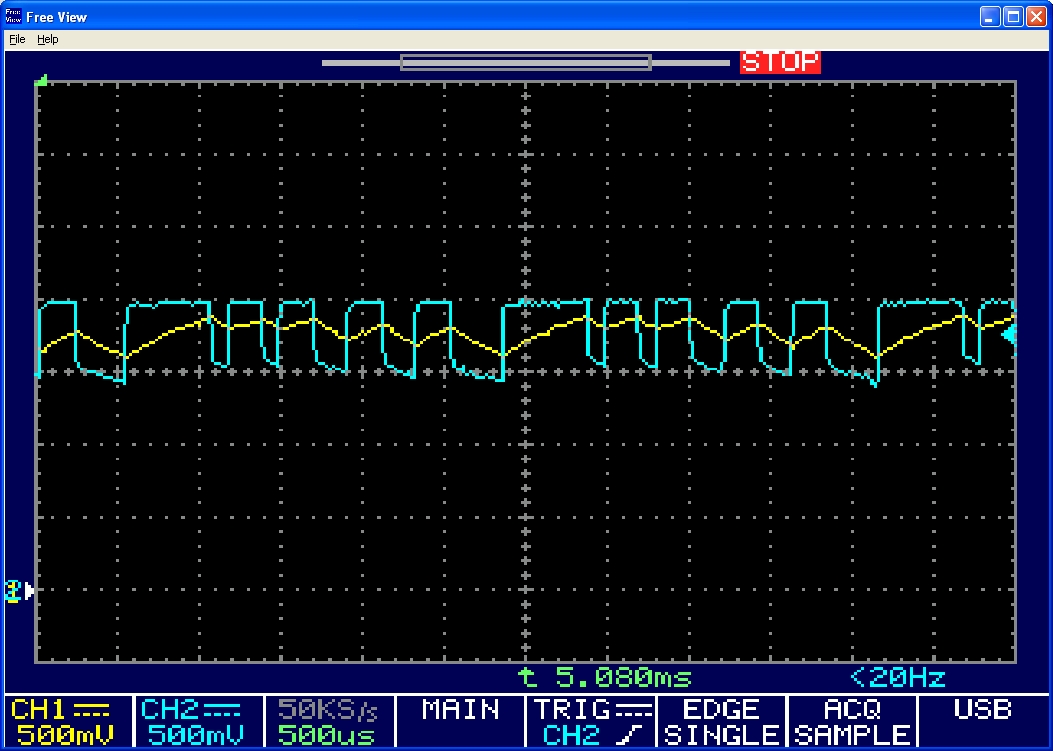 Free View
File Help
STOP
t 5.080ms <20Hz
CH1 CH2 50KS/s MAIN TRIG EDGE ACQ USB
500mV 500mV 500us CH2 SINGLE SAMPLE